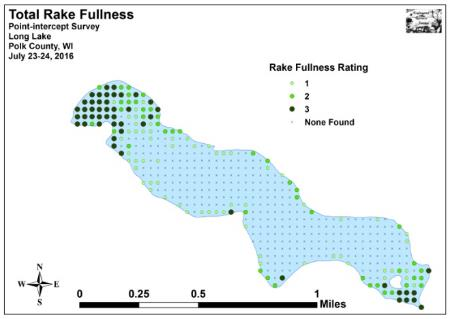 Total Rake Fullness
Point-intercept Survey
Long Lake
Polk County, WI
July 23-24, 2016
Rake Fullness Rating
1
2
3
None Found
N
W E
S
0 0.25 0.5 1
Miles